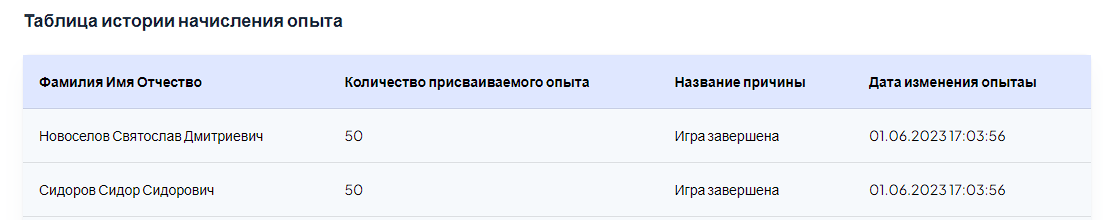 Таблица истории начисления опыта
Фамилия Имя Отчество Количество присваиваемого опыта Название причины Дата изменения опытаы
Новоселов Святослав Дмитриевич 50 Игра завершена 01.06.2023 17:03:56
Сидоров Сидор Сидорович 50 Игра завершена 01.06.2023 17:03:56